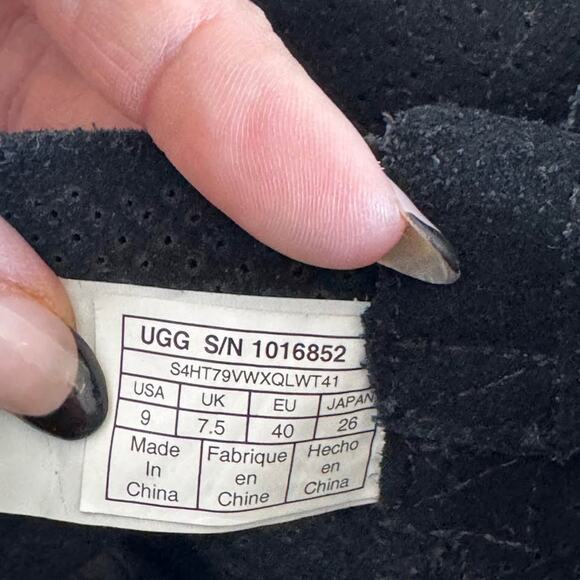 UGG S/N 1016852
S4HT79VWXQLWT41
USA UK EU JAPAN
9 7.5 40 26
Made In China
Fabrique en Chine
Hecho en China